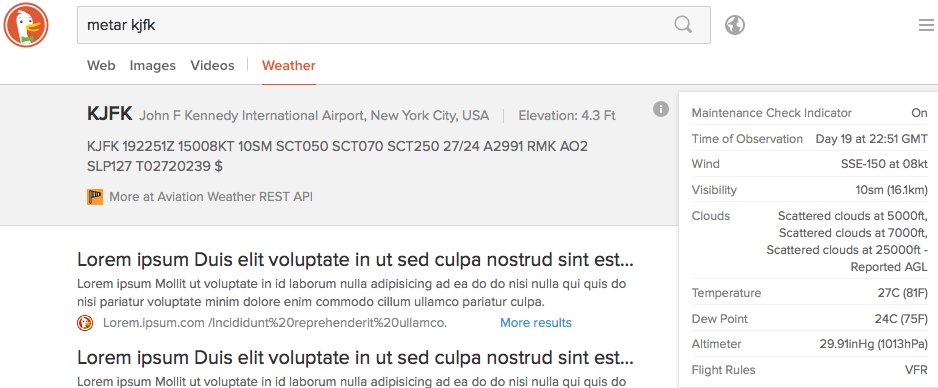 metar kjfk
Web Images Videos Weather
KJFK John F Kennedy International Airport, New York City, USA Elevation: 4.3 Ft
KJFK 192251Z 15008KT 10SM SCT050 SCT070 SCT250 27/24 A2991 RMK AO2
SLP127 T02720239 $
More at Aviation Weather REST API
Maintenance Check Indicator On
Time of Observation Day 19 at 22:51 GMT
Wind SSE-150 at 08kt
Visibility 10sm (16.1km)
Clouds Scattered clouds at 5000ft,
Scattered clouds at 7000ft,
Scattered clouds at 25000ft -
Reported AGL
Temperature 27C (81F)
Dew Point 24C (75F)
Altimeter 29.91inHg (1013hPa)
Flight Rules VFR
Lorem ipsum Duis elit voluptate in ut sed culpa nostrud sint est...
Lorem ipsum Mollit ut voluptate in id laborum nulla adipisicing ad ea do do nisi nulla qui quis do
nisi pariatur voluptate minim dolore enim commodo cillum ullamco pariatur culpa.
Lorem.ipsum.com /Incididunt%20reprehenderit%20ullamco. More results
Lorem ipsum Duis elit voluptate in ut sed culpa nostrud sint est...
Lorem ipsum Mollit ut voluptate in id laborum nulla adipisicing ad ea do do nisi nulla qui quis do